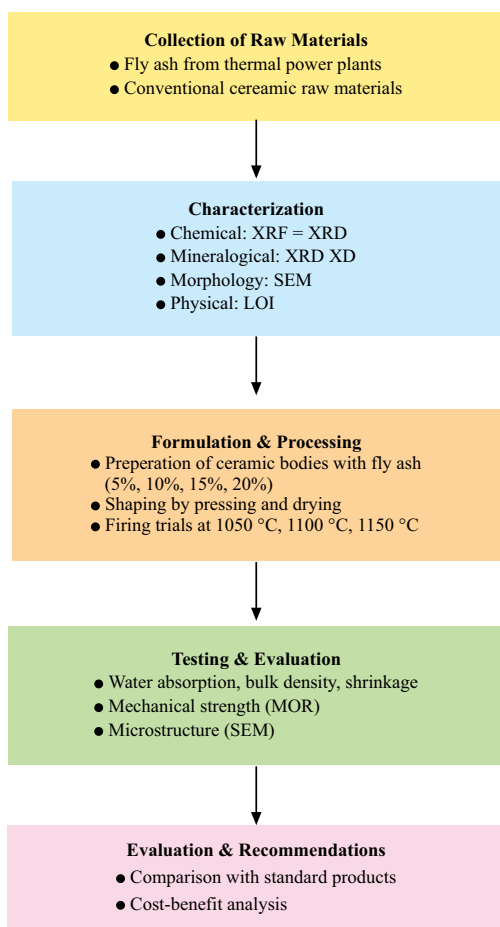 Collection of Raw Materials
● Fly ash from thermal power plants
● Conventional cereamic raw materials
Characterization
● Chemical: XRF = XRD
● Mineralogical: XRD XD
● Morphology: SEM
● Physical: LOI
Formulation & Processing
● Preperation of ceramic bodies with fly ash
(5%, 10%, 15%, 20%)
● Shaping by pressing and drying
● Firing trials at 1050 °C, 1100 °C, 1150 °C
Testing & Evaluation
● Water absorption, bulk density, shrinkage
● Mechanical strength (MOR)
● Microstructure (SEM)
Evaluation & Recommendations
● Comparison with standard products
● Cost-benefit analysis